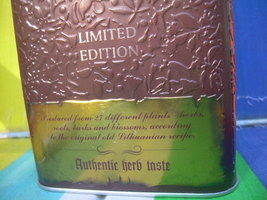 LIMITED
EDITION
Produced from 27 different plants - herbs,
roots, barks and blossoms, according
to the original old Lithuanian recipe.
Authentic herb taste